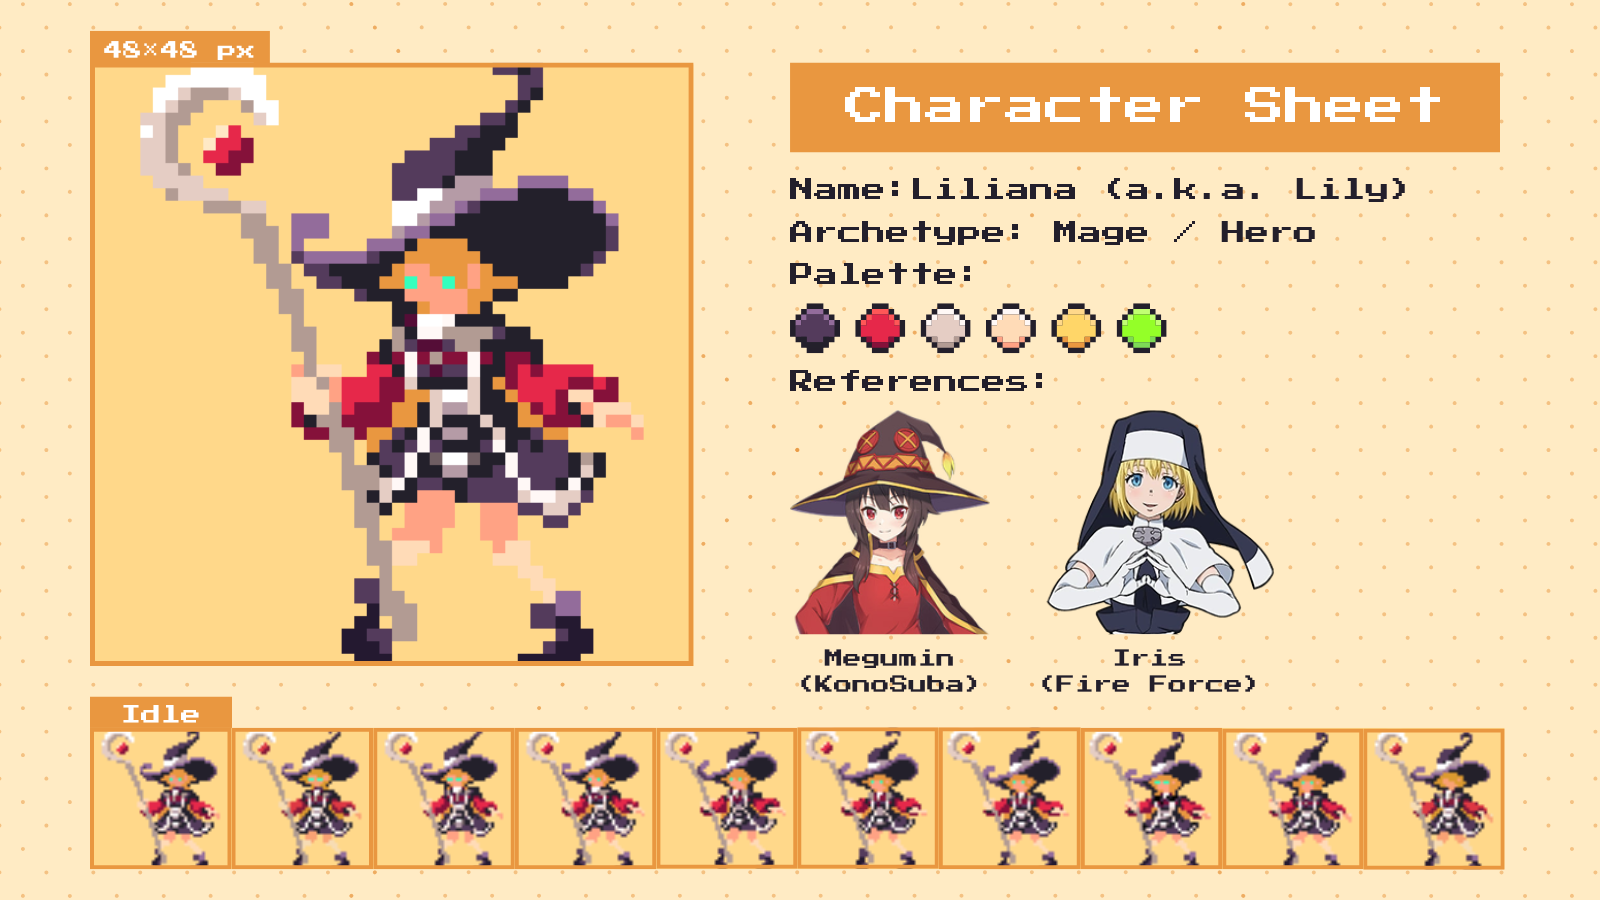 48×48 px
Character Sheet
Name:Liliana (a.k.a. Lily)
Archetype: Mage / Hero
Palette:
References:
Megumin
(KonoSuba)
Iris
(Fire Force)
Idle